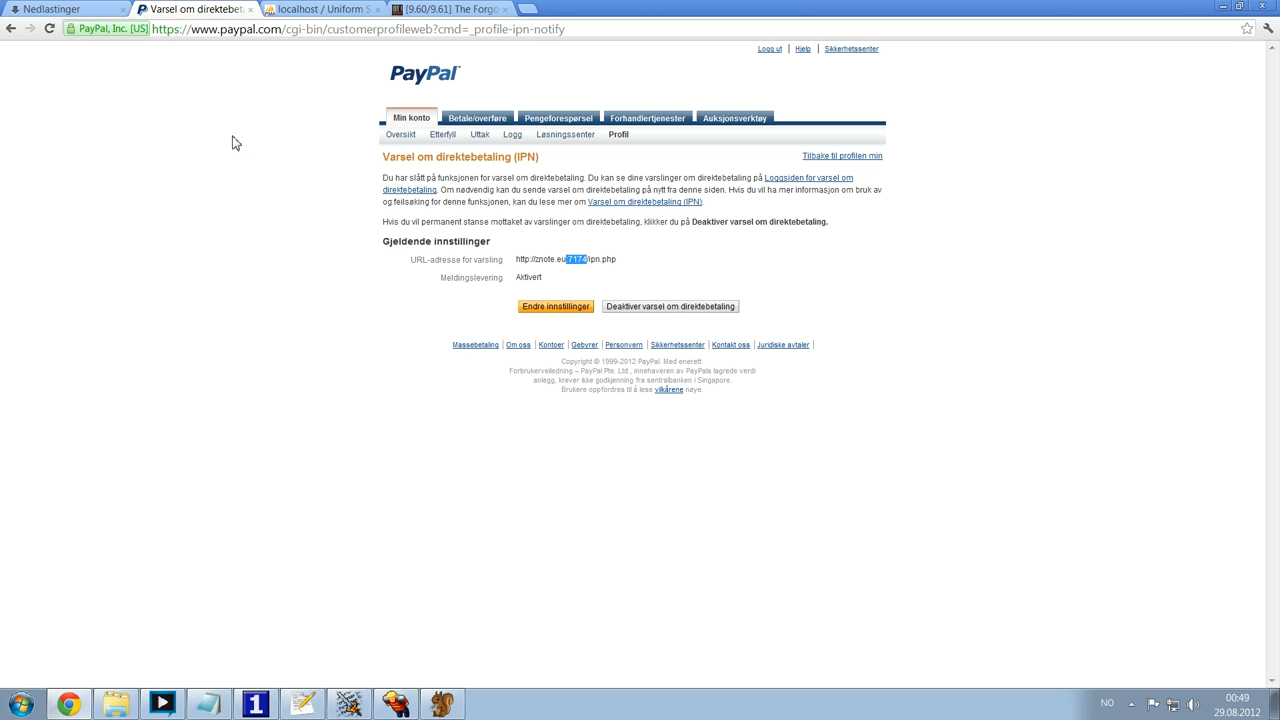 Nedlastinger
Varsel om direktebeta
localhost / Uniform S
[9.60/9.61] The Forgo
PayPal, Inc. [US] https://www.paypal.com/cgi-bin/customerprofileweb?cmd=_profile-ipn-notify
Logg ut | Hjelp | Sikkerhetssenter
PayPal
Min konto Betale/overføre Pengeforespørsel Forhandlertjenester Auksjonsverktøy
Oversikt Etterfyll Uttak Logg Løsningssenter Profil
Varsel om direktebetaling (IPN)
Tilbake til profilen min
Du har slått på funksjonen for varsel om direktebetaling. Du kan se dine varslinger om direktebetaling på Loggsiden for varsel om
direktebetaling. Om nødvendig kan du sende varsel om direktebetaling på nytt fra denne siden. Hvis du vil ha mer informasjon om bruk av
og feilsøking for denne funksjonen, kan du lese mer om Varsel om direktebetaling (IPN).
Hvis du vil permanent stanse mottaket av varslinger om direktebetaling, klikker du på Deaktiver varsel om direktebetaling.
Gjeldende innstillinger
URL-adresse for varsling http://znote.eu:7174/ipn.php
Meldingslevering Aktivert
Endre innstillinger Deaktiver varsel om direktebetaling
Massebetaling | Om oss | Kontoer | Gebyrer | Personvern | Sikkerhetssenter | Kontakt oss | Juridiske avtaler |
Copyright © 1999-2012 PayPal. Med enerett.
Forbrukerveiledning – PayPal Pte. Ltd., innehaveren av PayPals lagrede verdi
anlegg, krever ikke godkjenning fra sentralbanken i Singapore.
Brukere oppfordres til å lese vilkårene nøye.
1
NO
00:49
29.08.2012